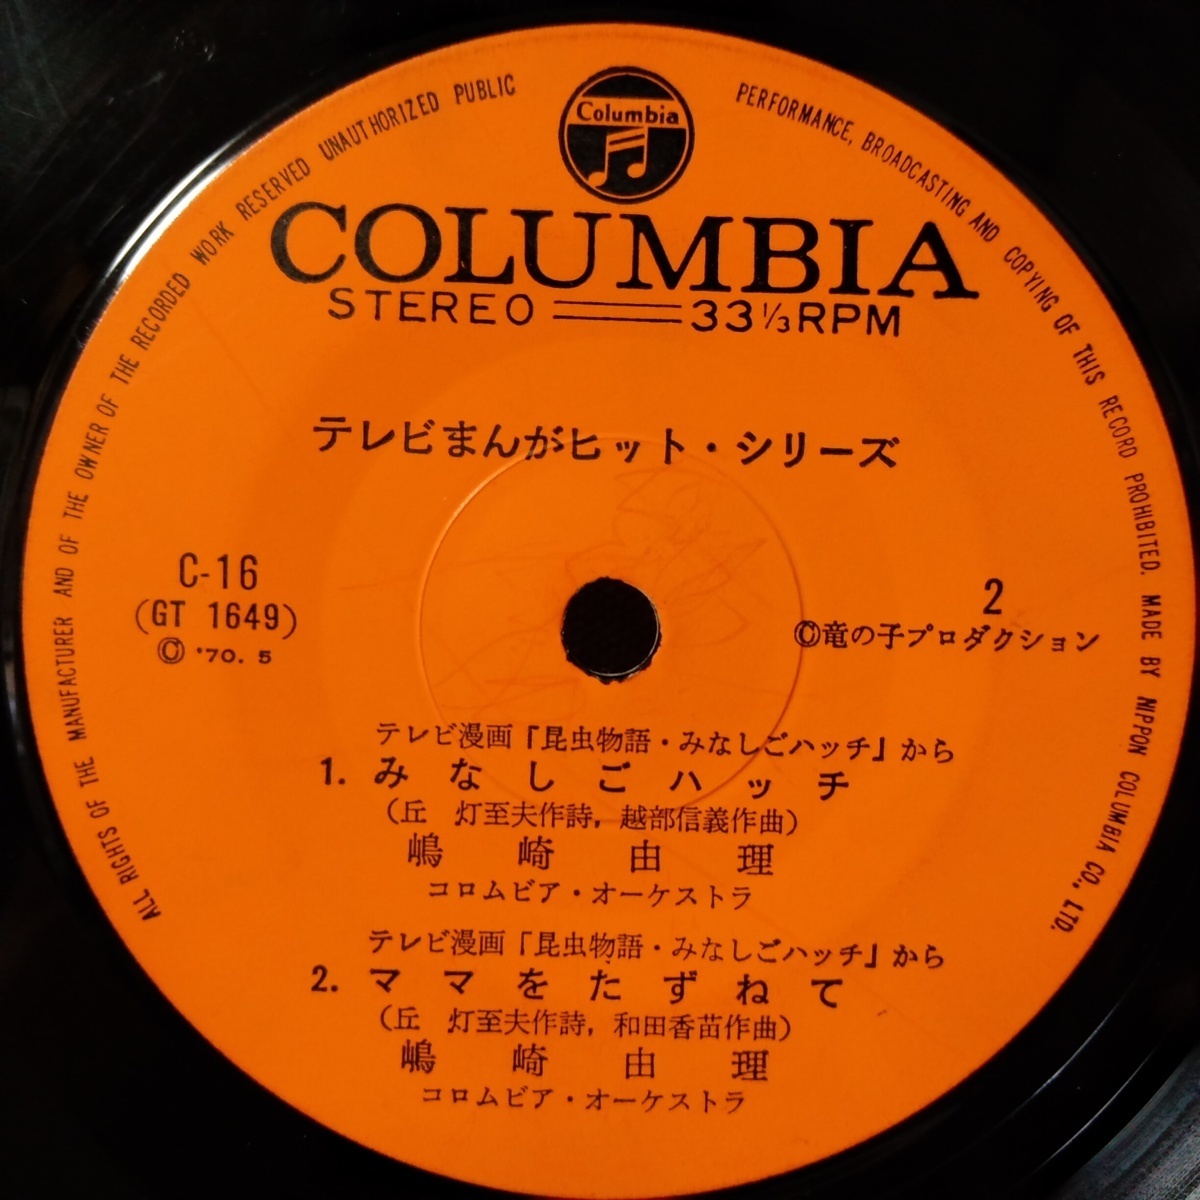 ALL RIGHTS OF THE MANUFACTURER AND OF THE OWNER OF THE RECORDED WORK RESERVED UNAUTHORIZED PUBLIC PERFORMANCE, BROADCASTING AND COPYING OF THIS RECORD PROHIBITED. MADE BY NIPPON COLUMBIA CO., LTD.
Columbia
COLUMBIA
STEREO 33⅓RPM
テレビまんがヒット・シリーズ
C-16
(GT 1649)
Ⓒ '70. 5
2
Ⓒ竜の子プロダクション
テレビ漫画「昆虫物語・みなしごハッチ」から
1. みなしごハッチ
(丘 灯至夫作詩, 越部信義作曲)
嶋崎由理
コロムビア・オーケストラ
テレビ漫画「昆虫物語・みなしごハッチ」から
2. ママをたずねて
(丘 灯至夫作詩, 和田香苗作曲)
嶋崎由理
コロムビア・オーケストラ